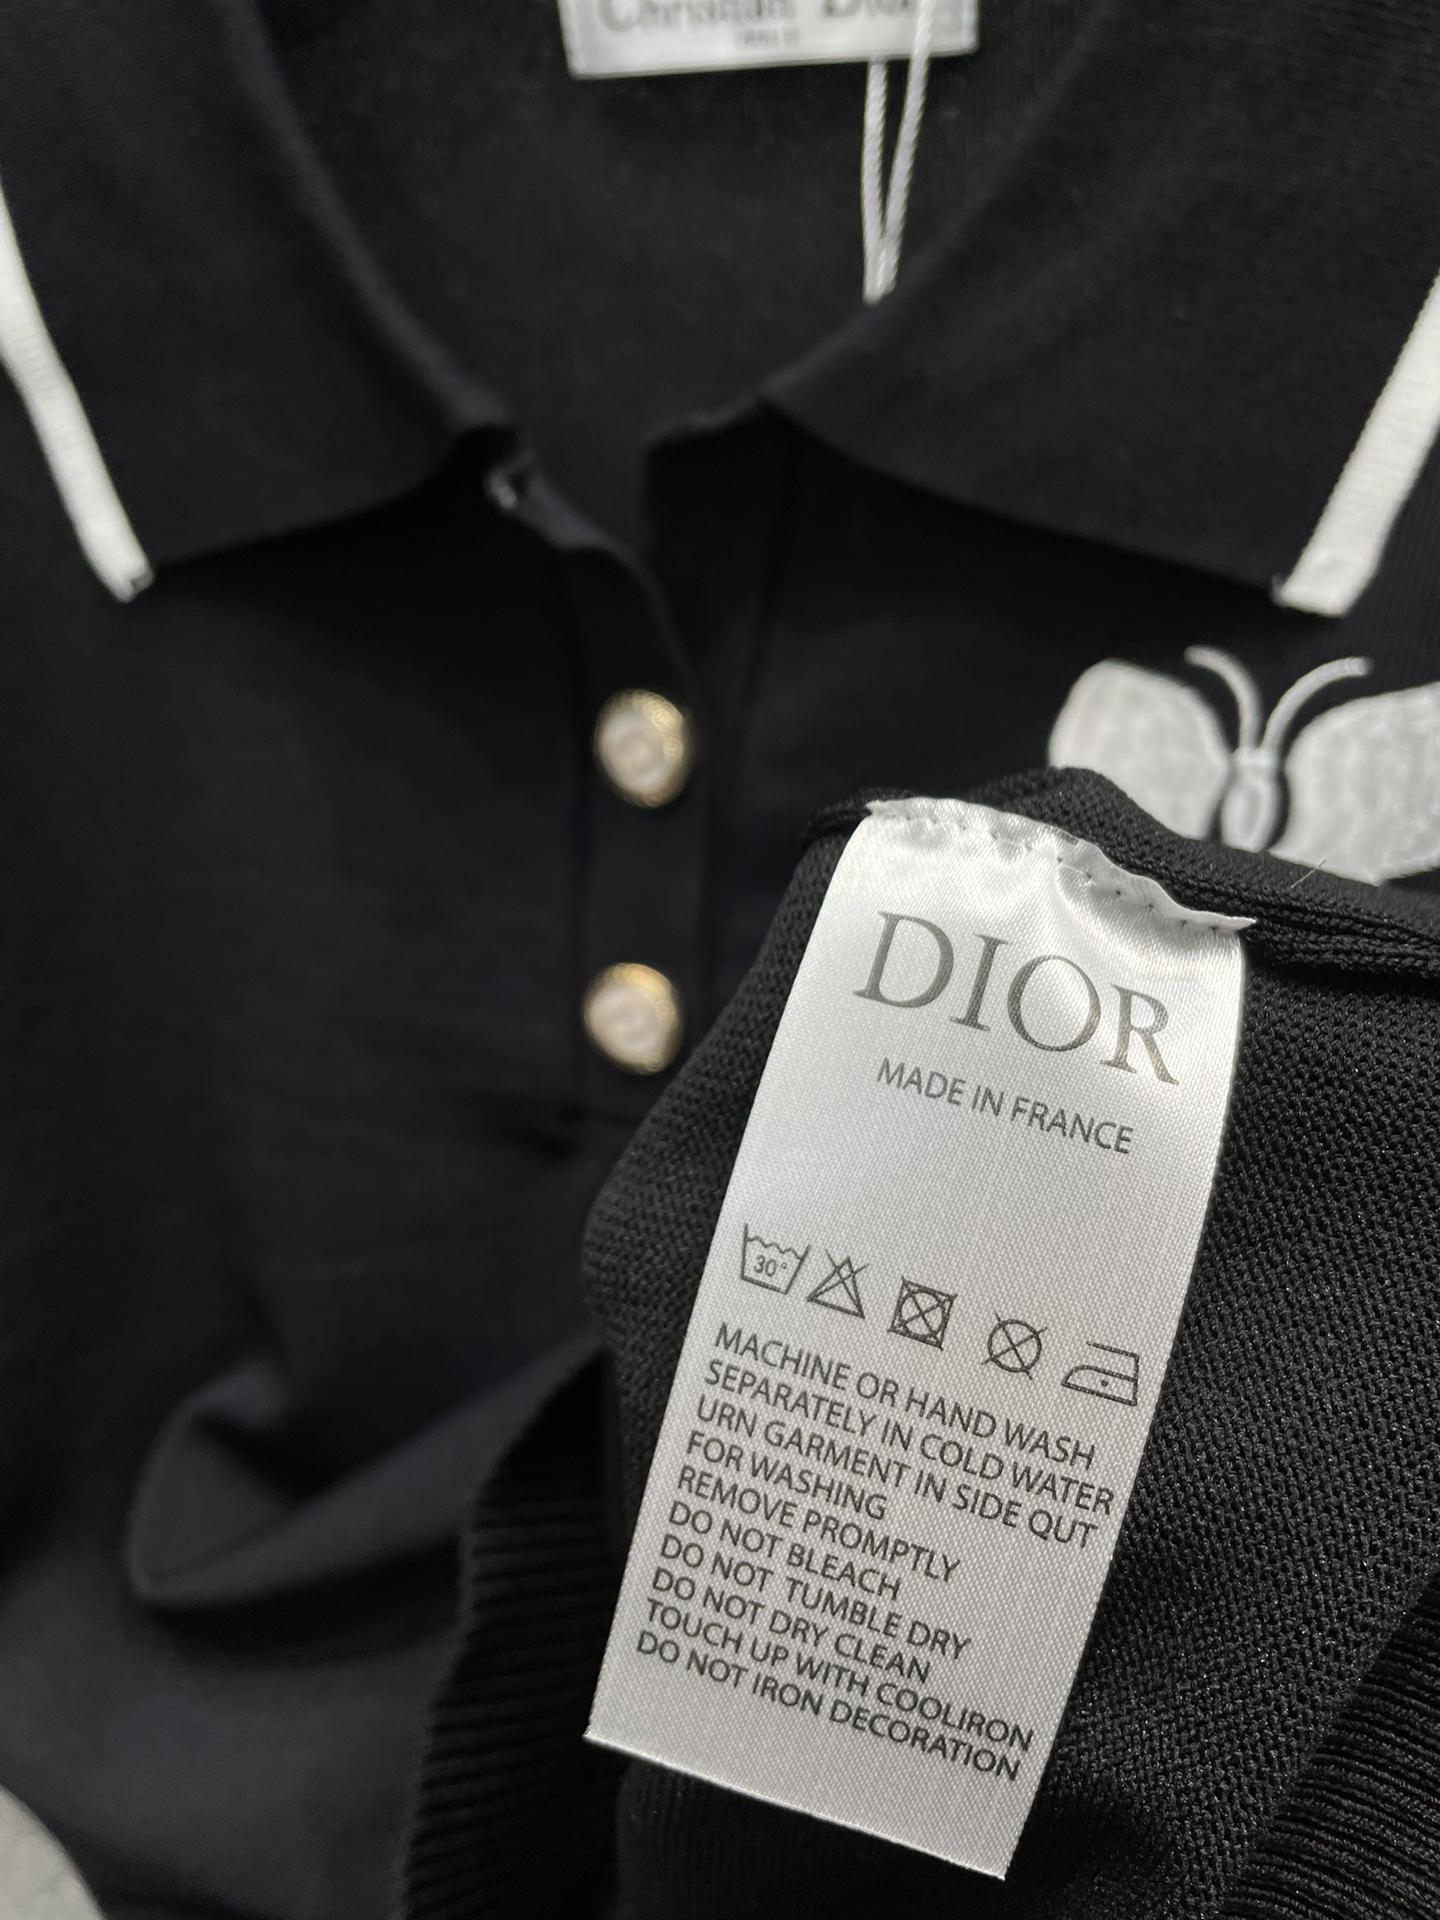 Christian Dior
DIOR
MADE IN FRANCE
30°
MACHINE OR HAND WASH
SEPARATELY IN COLD WATER
URN GARMENT IN SIDE OUT
FOR WASHING
REMOVE PROMPTLY
DO NOT BLEACH
DO NOT TUMBLE DRY
DO NOT DRY CLEAN
TOUCH UP WITH COOLIRON
DO NOT IRON DECORATION